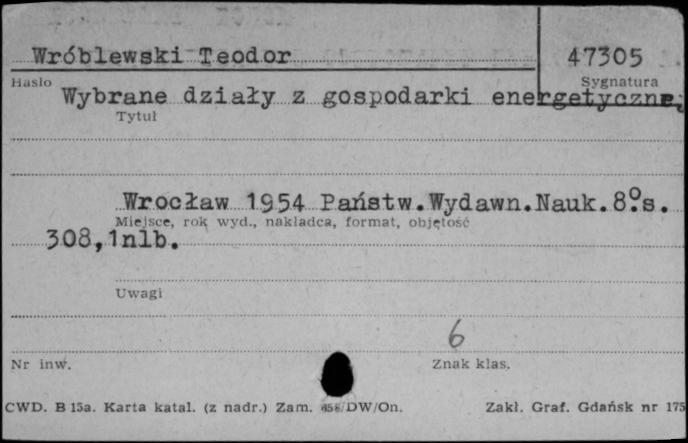 Wróblewski Teodor 47305
Hasło Sygnatura
Wybrane działy z gospodarki energetycznej
Tytuł
Wrocław 1954 Państw.Wydawn.Nauk.8°s.
Miejsce, rok wyd., nakładca, format, objętość
308,1nlb.
Uwagi
6
Nr inw. Znak klas.
CWD. B 15a. Karta katal. (z nadr.) Zam. /DW/On. Zakł. Graf. Gdańsk nr 175